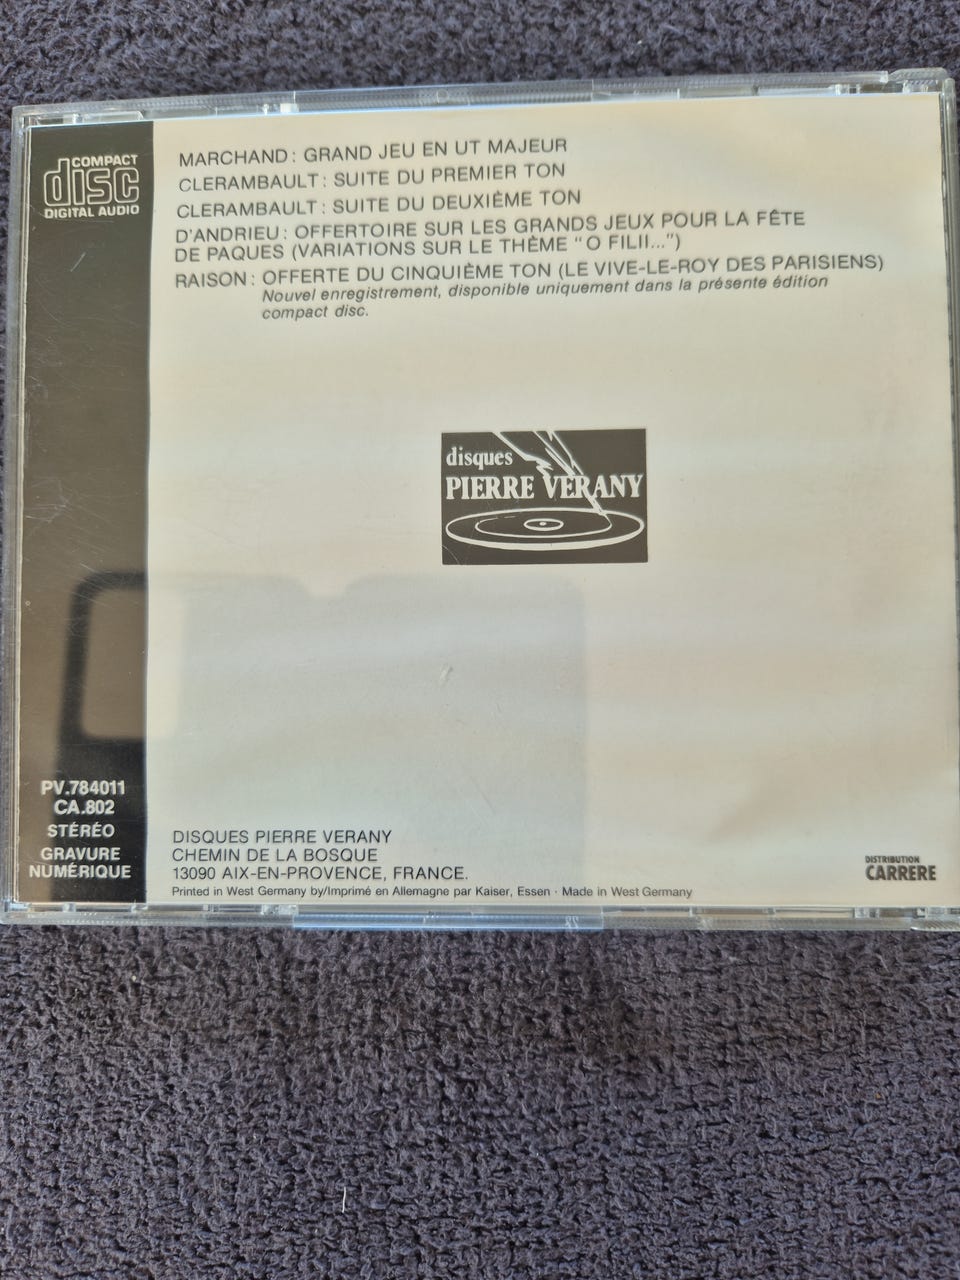 COMPACT
disc
DIGITAL AUDIO
MARCHAND : GRAND JEU EN UT MAJEUR
CLERAMBAULT : SUITE DU PREMIER TON
CLERAMBAULT : SUITE DU DEUXIÈME TON
D'ANDRIEU : OFFERTOIRE SUR LES GRANDS JEUX POUR LA FÊTE
DE PAQUES (VARIATIONS SUR LE THÈME "O FILII...")
RAISON : OFFERTE DU CINQUIÈME TON (LE VIVE-LE-ROY DES PARISIENS)
Nouvel enregistrement, disponible uniquement dans la présente édition
compact disc.
disques
PIERRE VERANY
PV.784011
CA.802
STÉRÉO
GRAVURE
NUMÉRIQUE
DISQUES PIERRE VERANY
CHEMIN DE LA BOSQUE
13090 AIX-EN-PROVENCE, FRANCE.
Printed in West Germany by/Imprimé en Allemagne par Kaiser, Essen · Made in West Germany
DISTRIBUTION
CARRERE